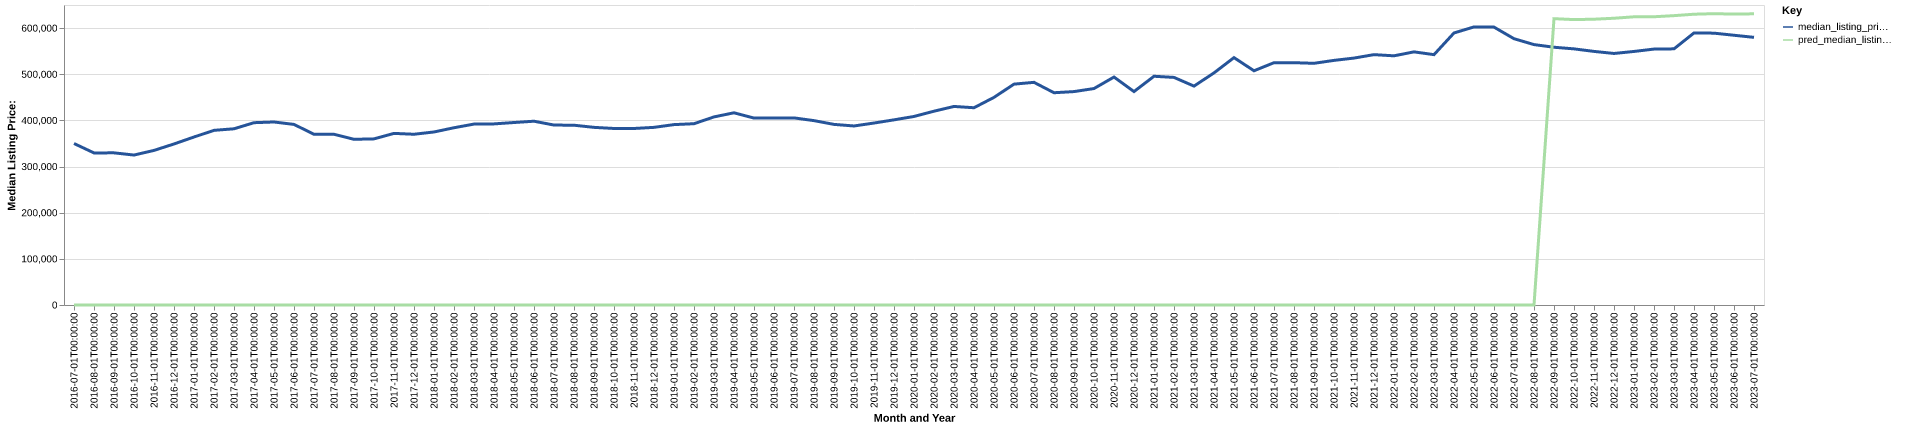 Key
median_listing_pri...
pred_median_listin...
Median Listing Price:
600,000
500,000
400,000
300,000
200,000
100,000
0
2016-07-01T00:00:00
2016-08-01T00:00:00
2016-09-01T00:00:00
2016-10-01T00:00:00
2016-11-01T00:00:00
2016-12-01T00:00:00
2017-01-01T00:00:00
2017-02-01T00:00:00
2017-03-01T00:00:00
2017-04-01T00:00:00
2017-05-01T00:00:00
2017-06-01T00:00:00
2017-07-01T00:00:00
2017-08-01T00:00:00
2017-09-01T00:00:00
2017-10-01T00:00:00
2017-11-01T00:00:00
2017-12-01T00:00:00
2018-01-01T00:00:00
2018-02-01T00:00:00
2018-03-01T00:00:00
2018-04-01T00:00:00
2018-05-01T00:00:00
2018-06-01T00:00:00
2018-07-01T00:00:00
2018-08-01T00:00:00
2018-09-01T00:00:00
2018-10-01T00:00:00
2018-11-01T00:00:00
2018-12-01T00:00:00
2019-01-01T00:00:00
2019-02-01T00:00:00
2019-03-01T00:00:00
2019-04-01T00:00:00
2019-05-01T00:00:00
2019-06-01T00:00:00
2019-07-01T00:00:00
2019-08-01T00:00:00
2019-09-01T00:00:00
2019-10-01T00:00:00
2019-11-01T00:00:00
2019-12-01T00:00:00
2020-01-01T00:00:00
2020-02-01T00:00:00
2020-03-01T00:00:00
2020-04-01T00:00:00
2020-05-01T00:00:00
2020-06-01T00:00:00
2020-07-01T00:00:00
2020-08-01T00:00:00
2020-09-01T00:00:00
2020-10-01T00:00:00
2020-11-01T00:00:00
2020-12-01T00:00:00
2021-01-01T00:00:00
2021-02-01T00:00:00
2021-03-01T00:00:00
2021-04-01T00:00:00
2021-05-01T00:00:00
2021-06-01T00:00:00
2021-07-01T00:00:00
2021-08-01T00:00:00
2021-09-01T00:00:00
2021-10-01T00:00:00
2021-11-01T00:00:00
2021-12-01T00:00:00
2022-01-01T00:00:00
2022-02-01T00:00:00
2022-03-01T00:00:00
2022-04-01T00:00:00
2022-05-01T00:00:00
2022-06-01T00:00:00
2022-07-01T00:00:00
2022-08-01T00:00:00
2022-09-01T00:00:00
2022-10-01T00:00:00
2022-11-01T00:00:00
2022-12-01T00:00:00
2023-01-01T00:00:00
2023-02-01T00:00:00
2023-03-01T00:00:00
2023-04-01T00:00:00
2023-05-01T00:00:00
2023-06-01T00:00:00
2023-07-01T00:00:00
Month and Year